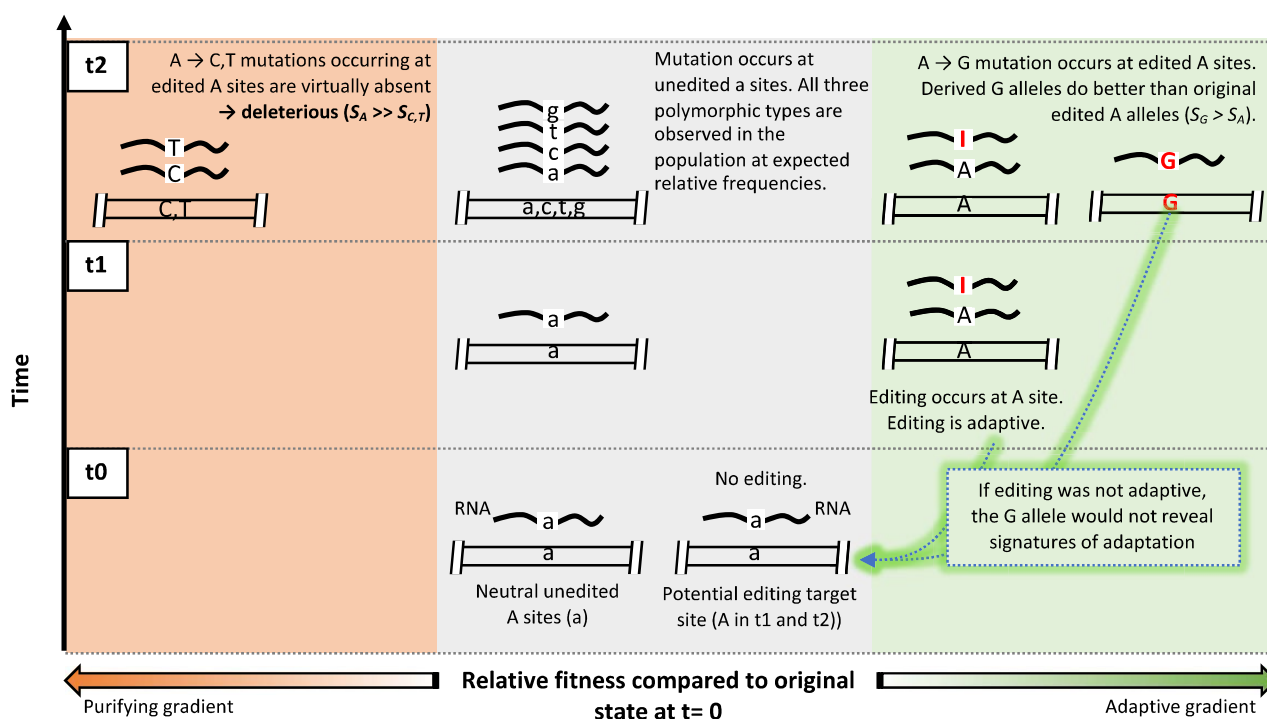 t2
A → C,T mutations occurring at
edited A sites are virtually absent
→ deleterious (S_A >> S_C,T)
T
C
C,T
g
t
c
a
a,c,t,g
Mutation occurs at
unedited a sites. All three
polymorphic types are
observed in the
population at expected
relative frequencies.
A → G mutation occurs at edited A sites.
Derived G alleles do better than original
edited A alleles (S_G > S_A).
I
A
A
G
G
t1
a
a
I
A
A
Editing occurs at A site.
Editing is adaptive.
Time
t0
RNA
a
a
Neutral unedited
A sites (a)
No editing.
RNA
a
a
Potential editing target
site (A in t1 and t2))
If editing was not adaptive,
the G allele would not reveal
signatures of adaptation
Purifying gradient
Relative fitness compared to original
state at t= 0
Adaptive gradient